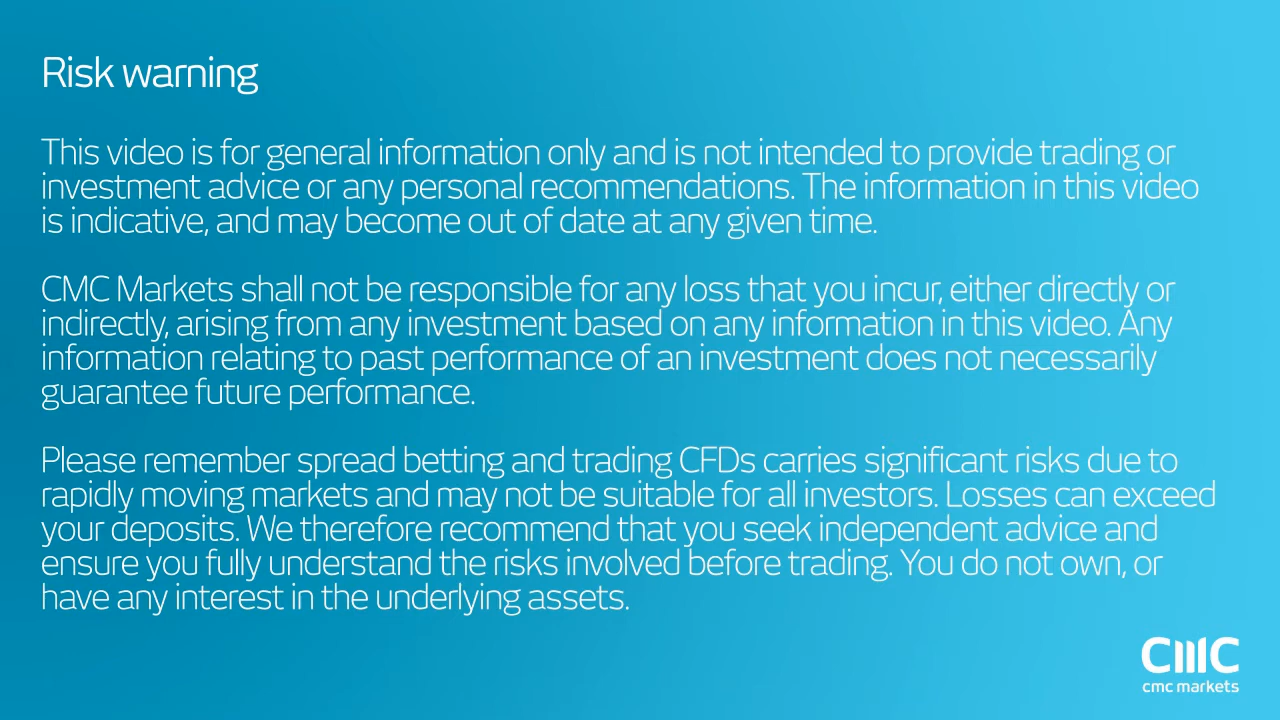 Risk warning
This video is for general information only and is not intended to provide trading or
investment advice or any personal recommendations. The information in this video
is indicative, and may become out of date at any given time.
CMC Markets shall not be responsible for any loss that you incur, either directly or
indirectly, arising from any investment based on any information in this video. Any
information relating to past performance of an investment does not necessarily
guarantee future performance.
Please remember spread betting and trading CFDs carries significant risks due to
rapidly moving markets and may not be suitable for all investors. Losses can exceed
your deposits. We therefore recommend that you seek independent advice and
ensure you fully understand the risks involved before trading. You do not own, or
have any interest in the underlying assets.
CMC
cmc markets